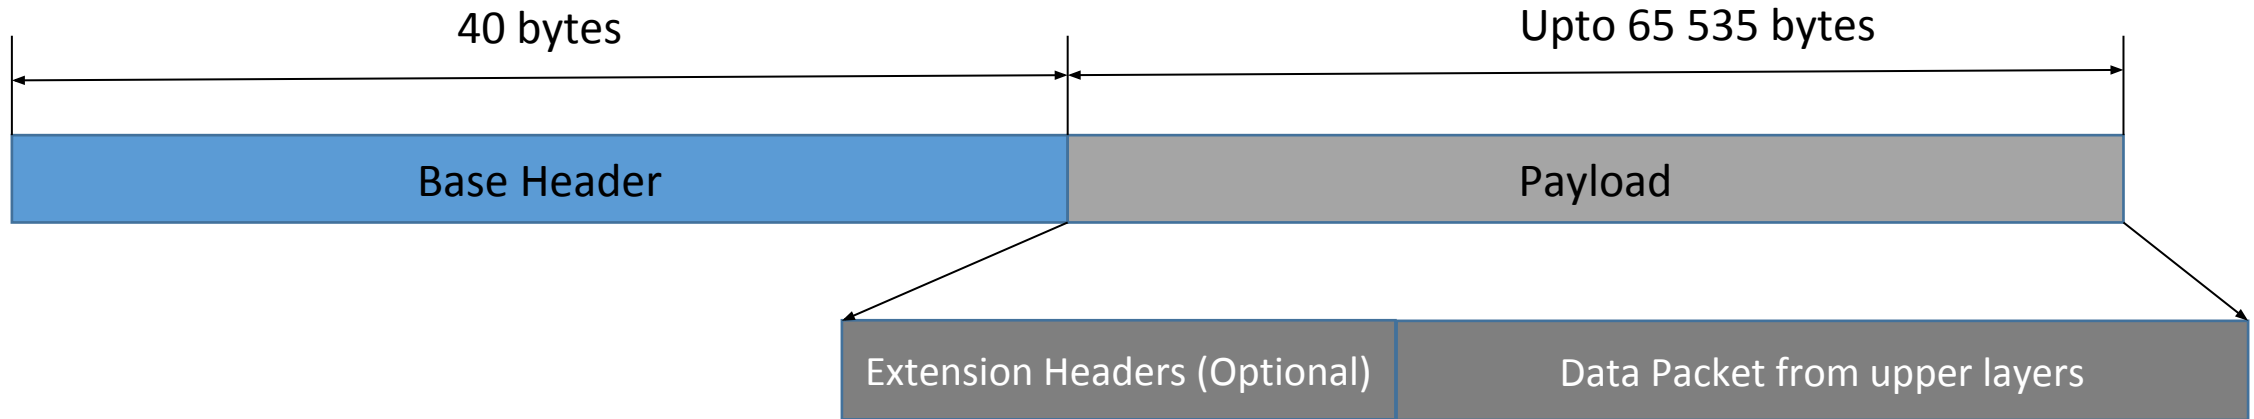 40 bytes
Upto 65 535 bytes
Base Header
Payload
Extension Headers (Optional)
Data Packet from upper layers